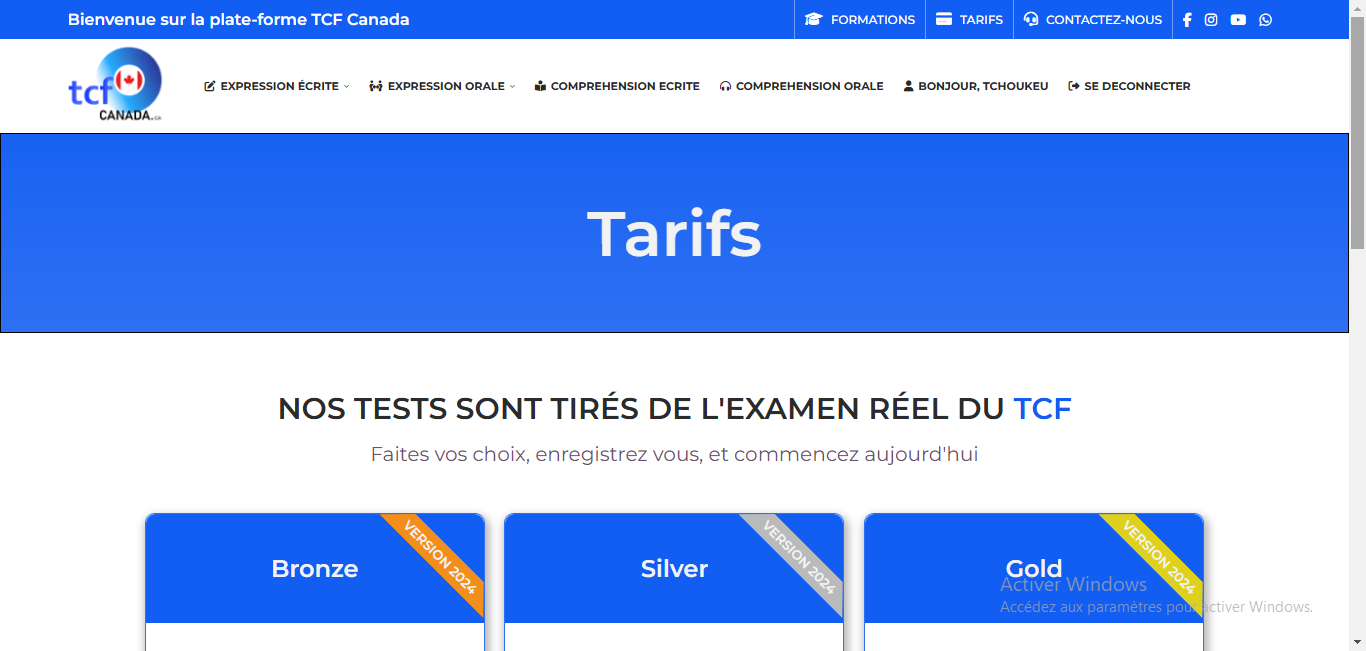 Bienvenue sur la plate-forme TCF Canada
FORMATIONS
TARIFS
CONTACTEZ-NOUS
tcf
CANADA.CA
EXPRESSION ÉCRITE
EXPRESSION ORALE
COMPREHENSION ECRITE
COMPREHENSION ORALE
BONJOUR, TCHOUKEU
SE DECONNECTER
Tarifs
NOS TESTS SONT TIRÉS DE L'EXAMEN RÉEL DU TCF
Faites vos choix, enregistrez vous, et commencez aujourd'hui
Bronze
VERSION 2024
Silver
VERSION 2024
Gold
VERSION 2024
Activer Windows
Accédez aux paramètres pour activer Windows.